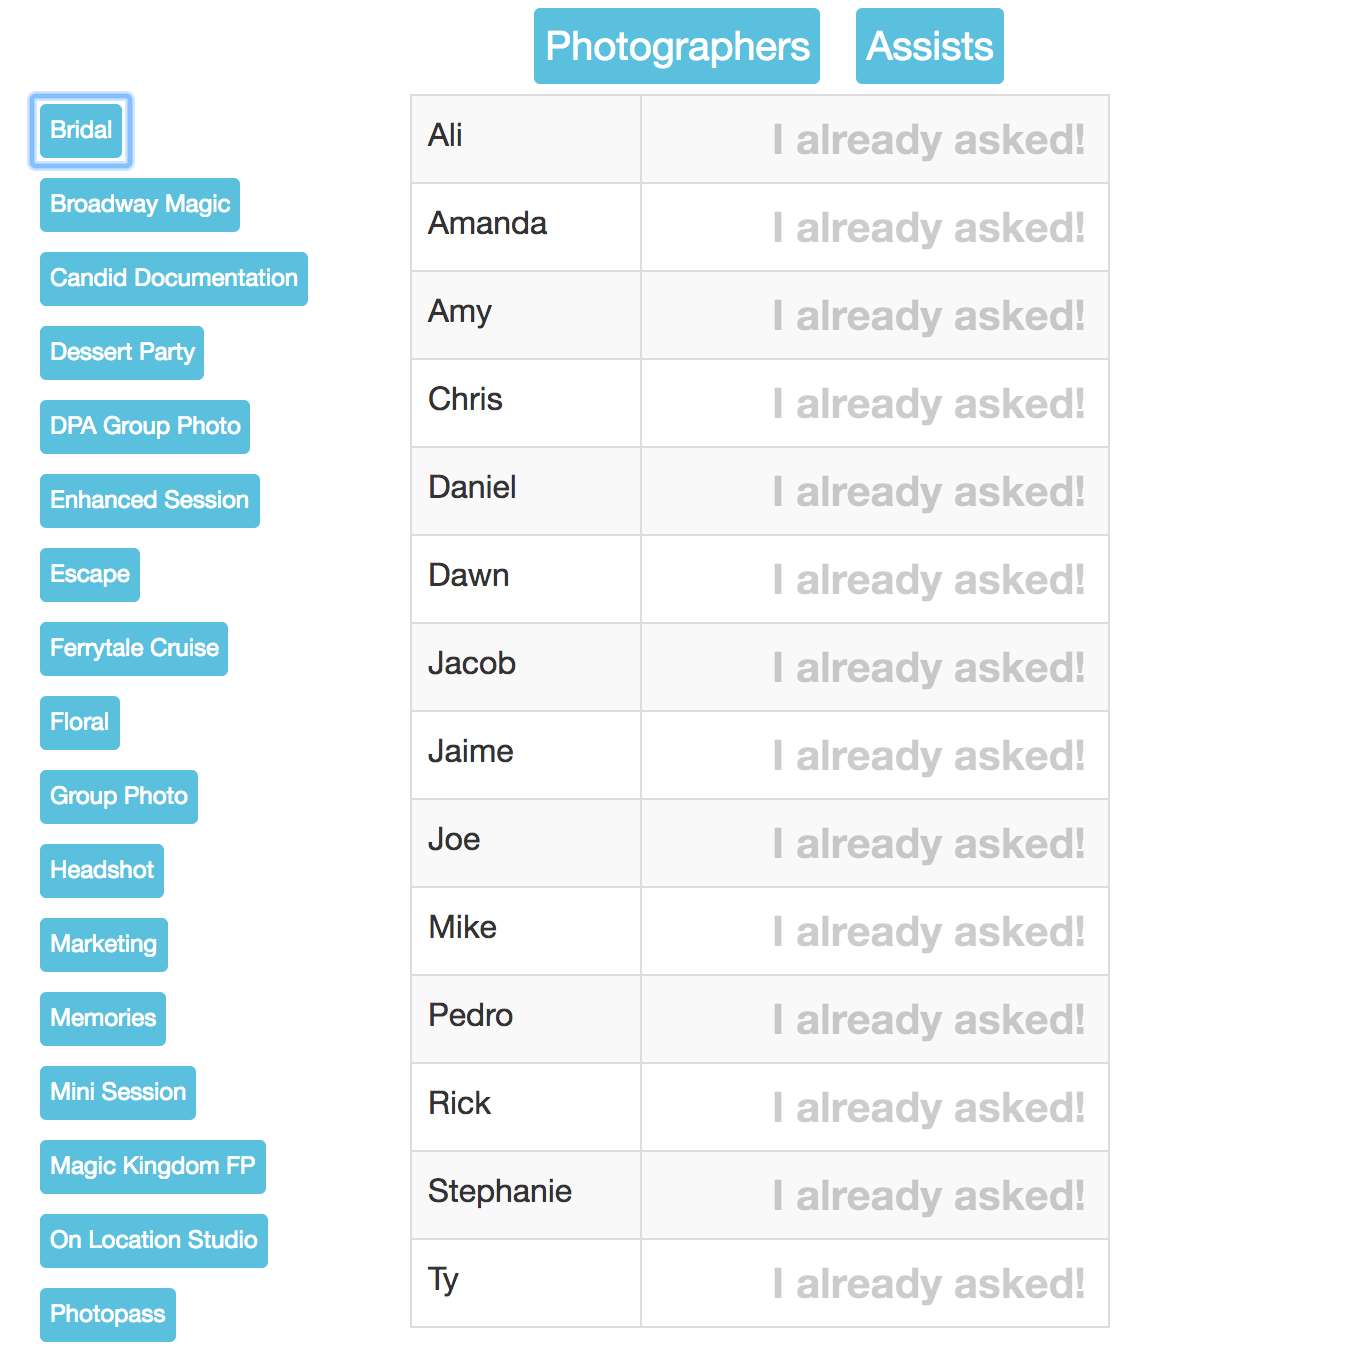 Photographers Assists
Bridal
Broadway Magic
Candid Documentation
Dessert Party
DPA Group Photo
Enhanced Session
Escape
Ferrytale Cruise
Floral
Group Photo
Headshot
Marketing
Memories
Mini Session
Magic Kingdom FP
On Location Studio
Photopass
Ali I already asked!
Amanda I already asked!
Amy I already asked!
Chris I already asked!
Daniel I already asked!
Dawn I already asked!
Jacob I already asked!
Jaime I already asked!
Joe I already asked!
Mike I already asked!
Pedro I already asked!
Rick I already asked!
Stephanie I already asked!
Ty I already asked!